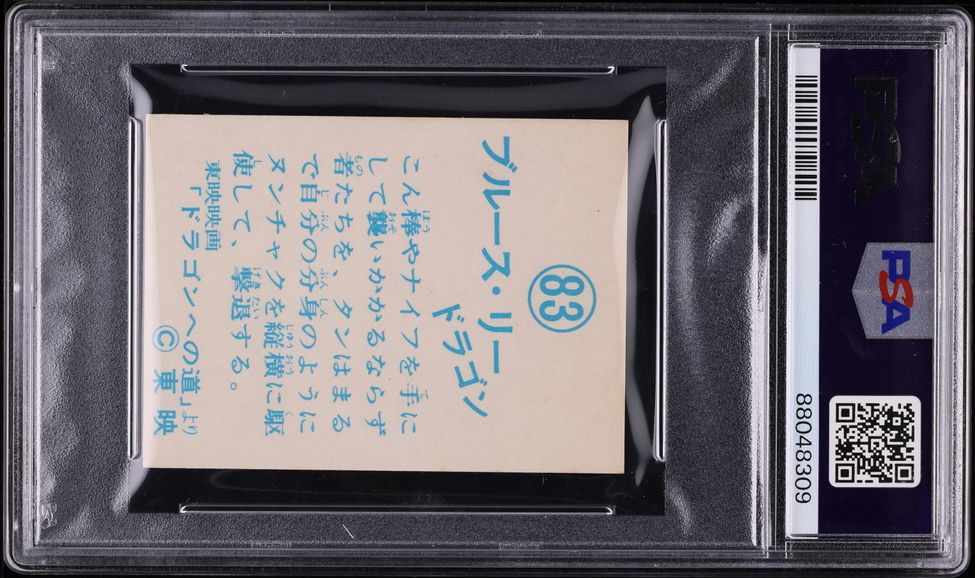 83
ブルース・リー
ドラゴン
こん棒やナイフを手に
して襲いかかるならず
者たちを、タンはまる
で自分の分身のように
ヌンチャクを縦横に駆
使して、撃退する。
東映映画
「ドラゴンへの道」より
© 東映
PSA
PSA
88048309